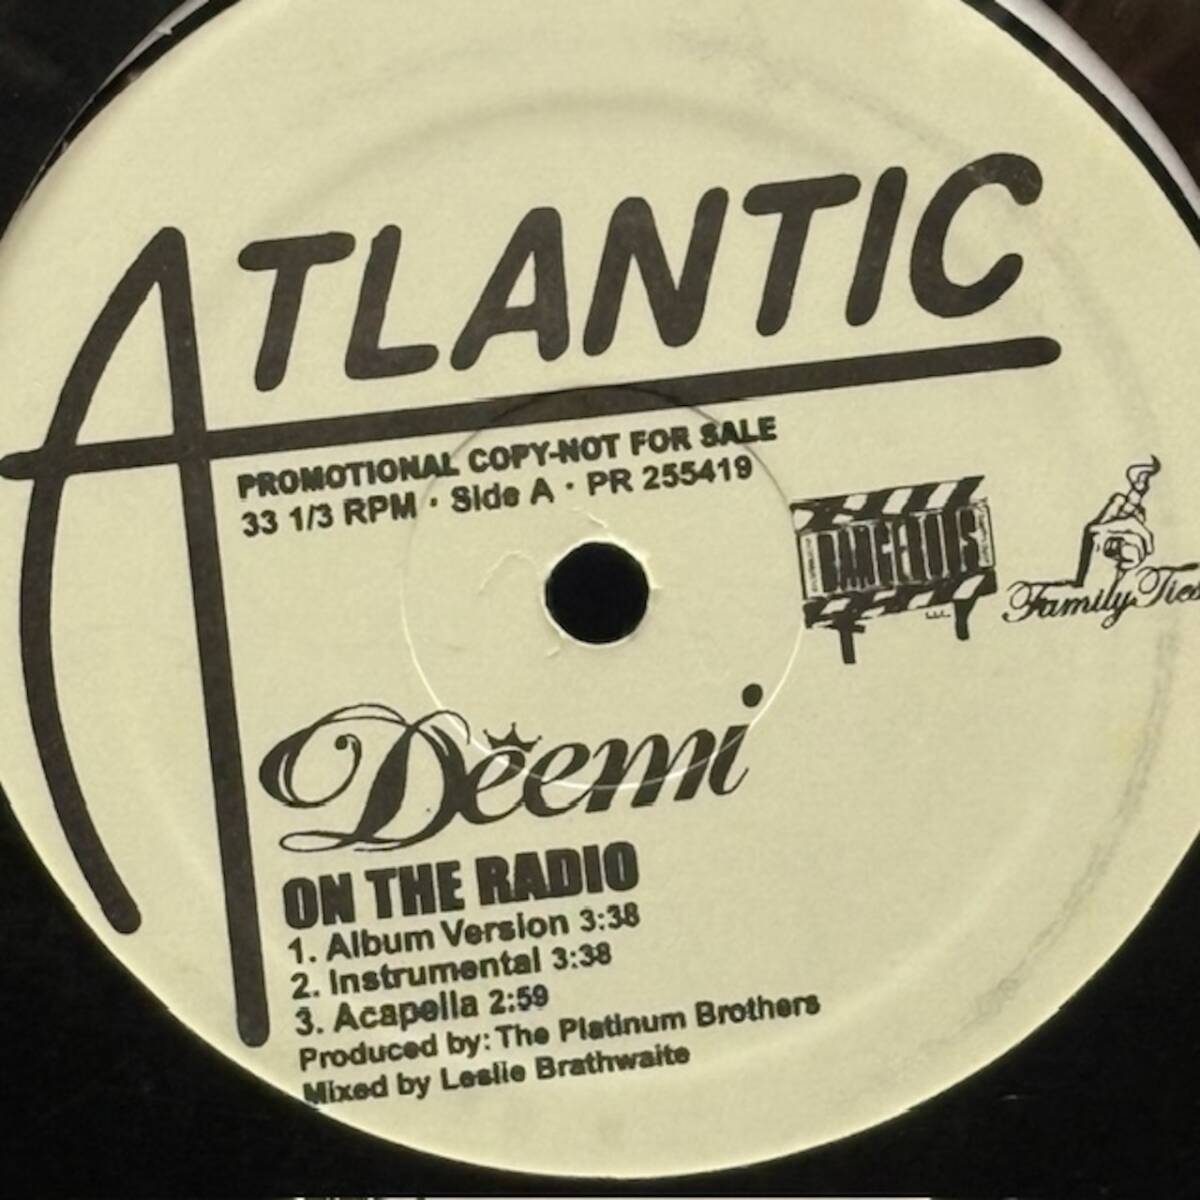 ATLANTIC
PROMOTIONAL COPY-NOT FOR SALE
33 1/3 RPM · Side A · PR 255419
DANGEROUS
Family Ties
Deemi
ON THE RADIO
1. Album Version 3:38
2. Instrumental 3:38
3. Acapella 2:59
Produced by: The Platinum Brothers
Mixed by Leslie Brathwaite